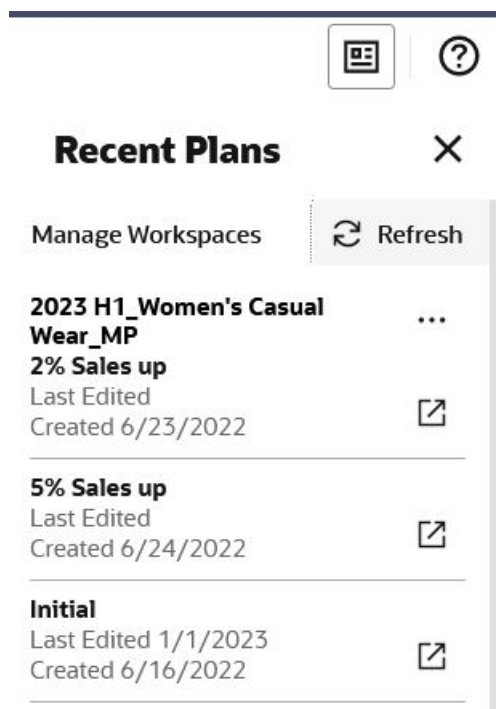 Recent Plans
Manage Workspaces
Refresh
2023 H1_Women's Casual
Wear_MP
2% Sales up
Last Edited
Created 6/23/2022
5% Sales up
Last Edited
Created 6/24/2022
Initial
Last Edited 1/1/2023
Created 6/16/2022